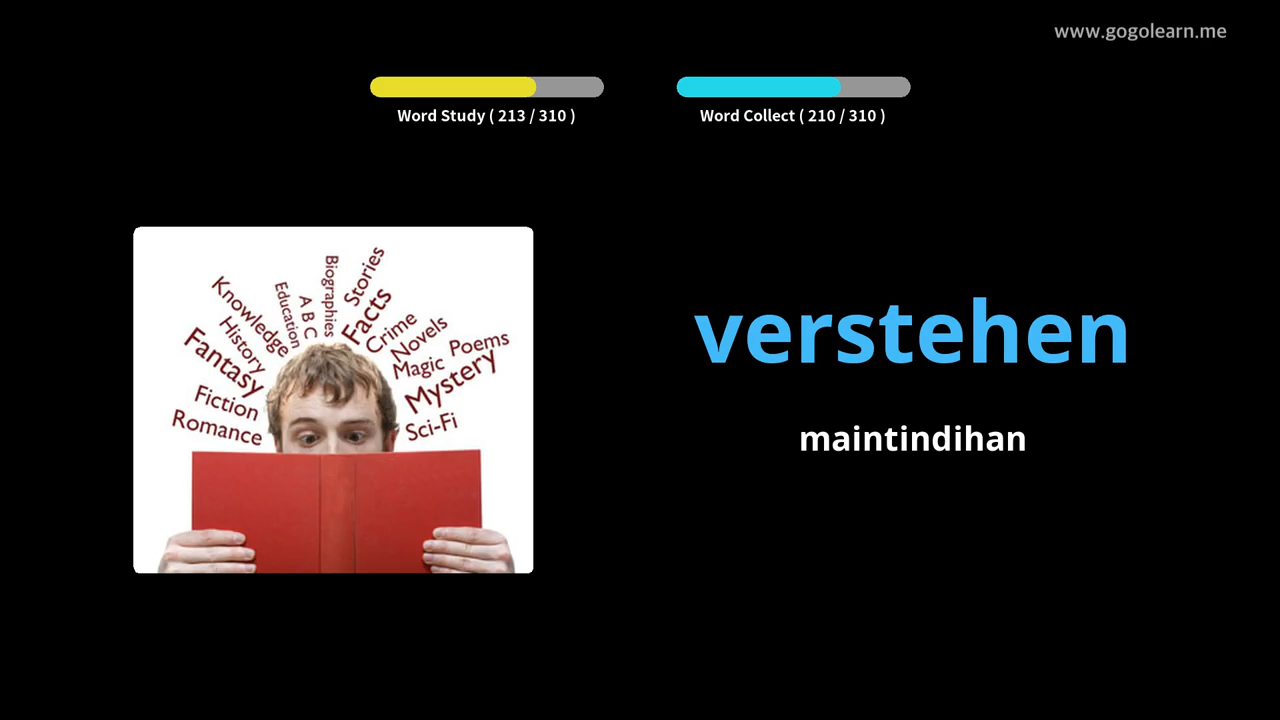 www.gogolearn.me
Word Study ( 213 / 310 )
Word Collect ( 210 / 310 )
Knowledge
History
Fantasy
Fiction
Romance
Education
A B C
Biographies
Stories
Facts
Crime
Novels
Magic
Poems
Mystery
Sci-Fi
verstehen
maintindihan